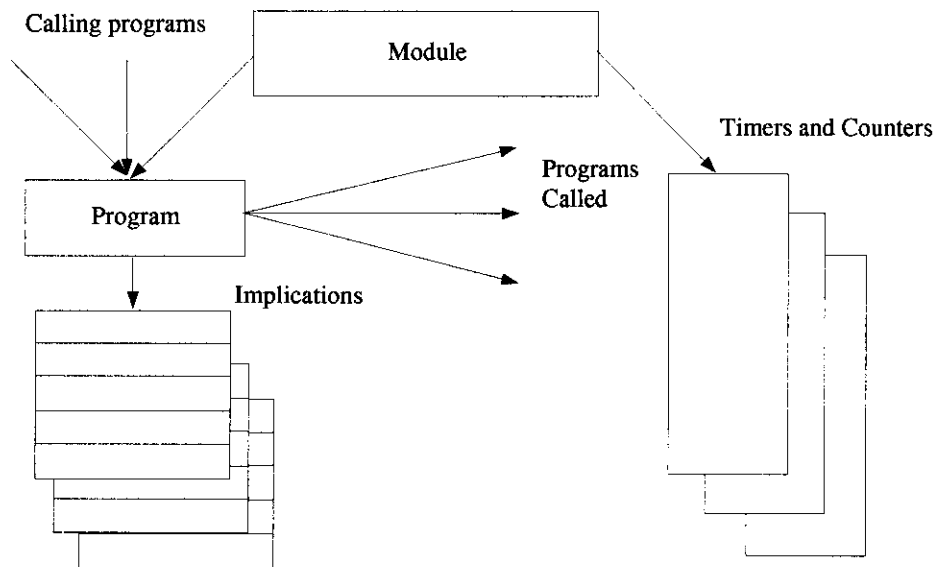 Calling programs
Module
Timers and Counters
Programs
Called
Program
Implications